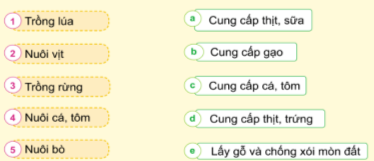 1 Trồng lúa
a Cung cấp thịt, sữa
2 Nuôi vịt
b Cung cấp gạo
3 Trồng rừng
c Cung cấp cá, tôm
4 Nuôi cá, tôm
d Cung cấp thịt, trứng
5 Nuôi bò
e Lấy gỗ và chống xói mòn đất